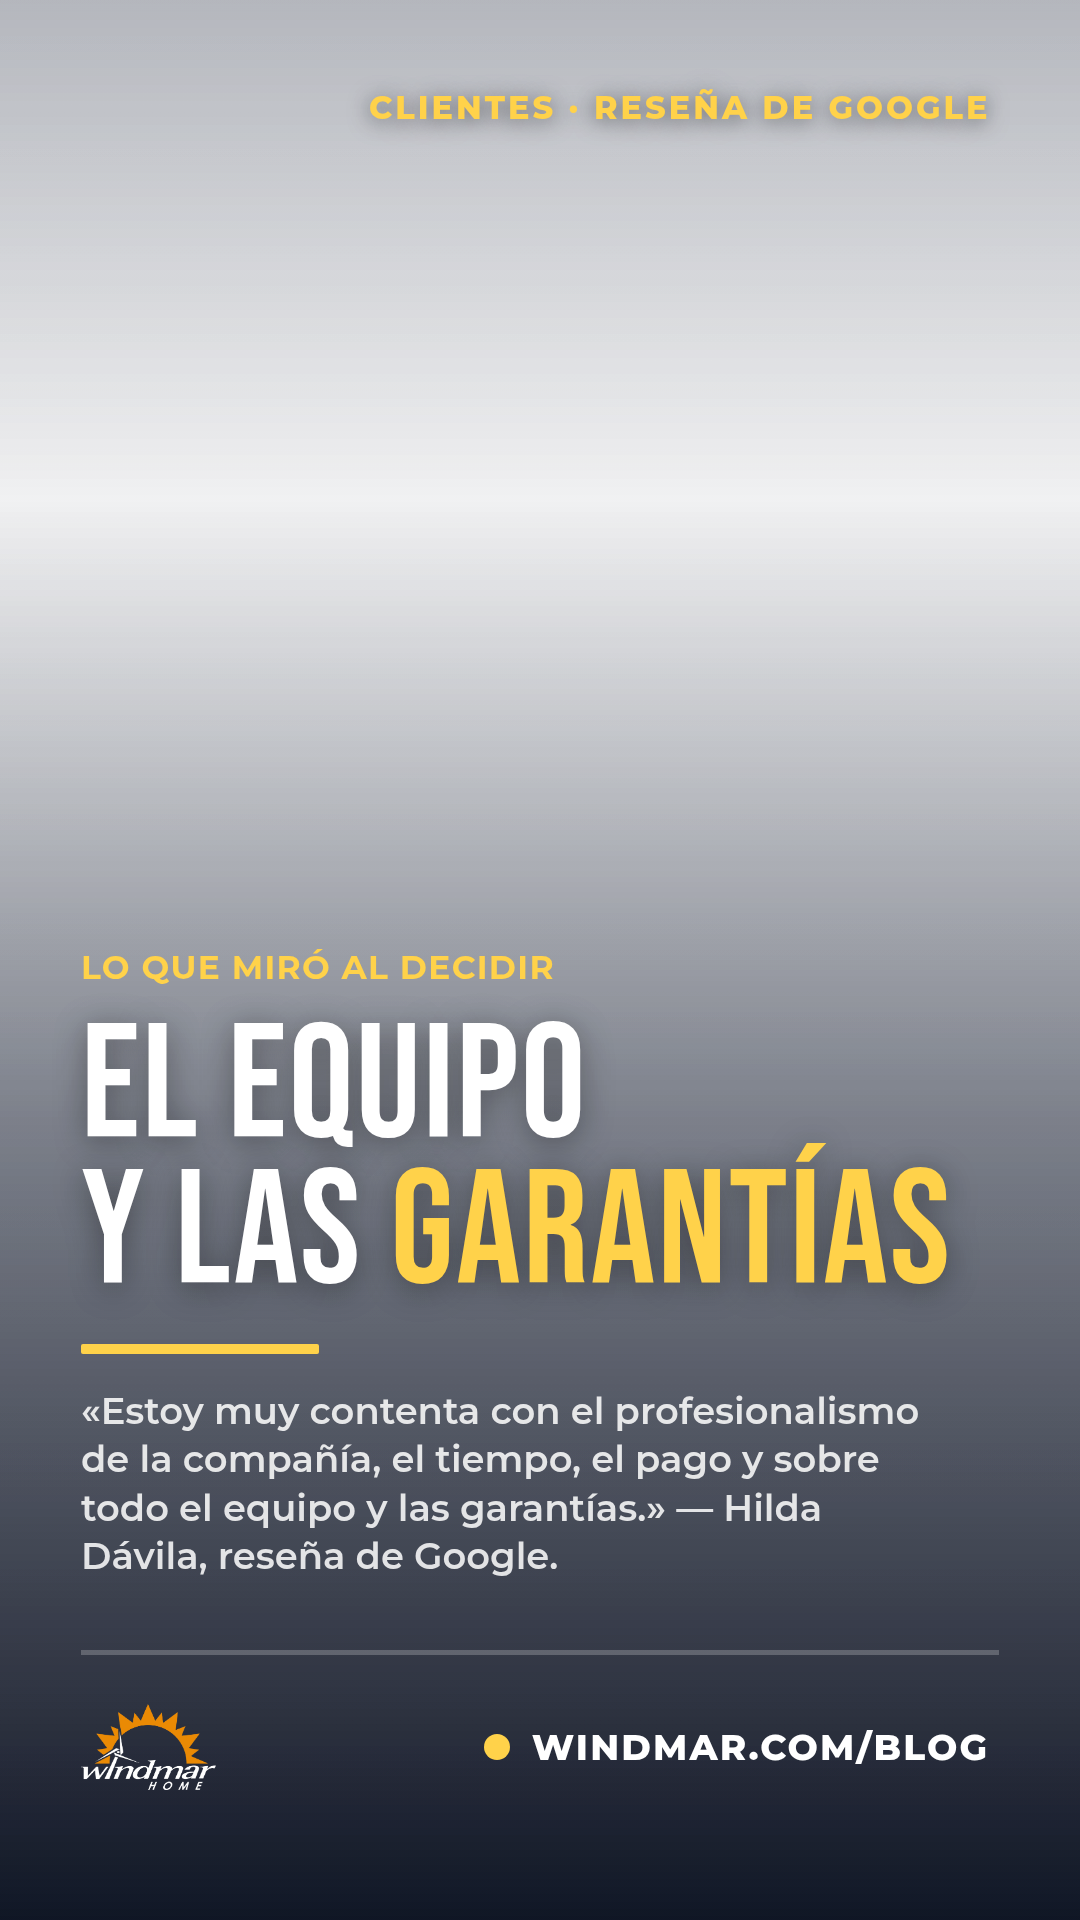 CLIENTES · RESEÑA DE GOOGLE
LO QUE MIRÓ AL DECIDIR
EL EQUIPO
Y LAS GARANTÍAS
«Estoy muy contenta con el profesionalismo
de la compañía, el tiempo, el pago y sobre
todo el equipo y las garantías.» — Hilda
Dávila, reseña de Google.
windmar
HOME
WINDMAR.COM/BLOG